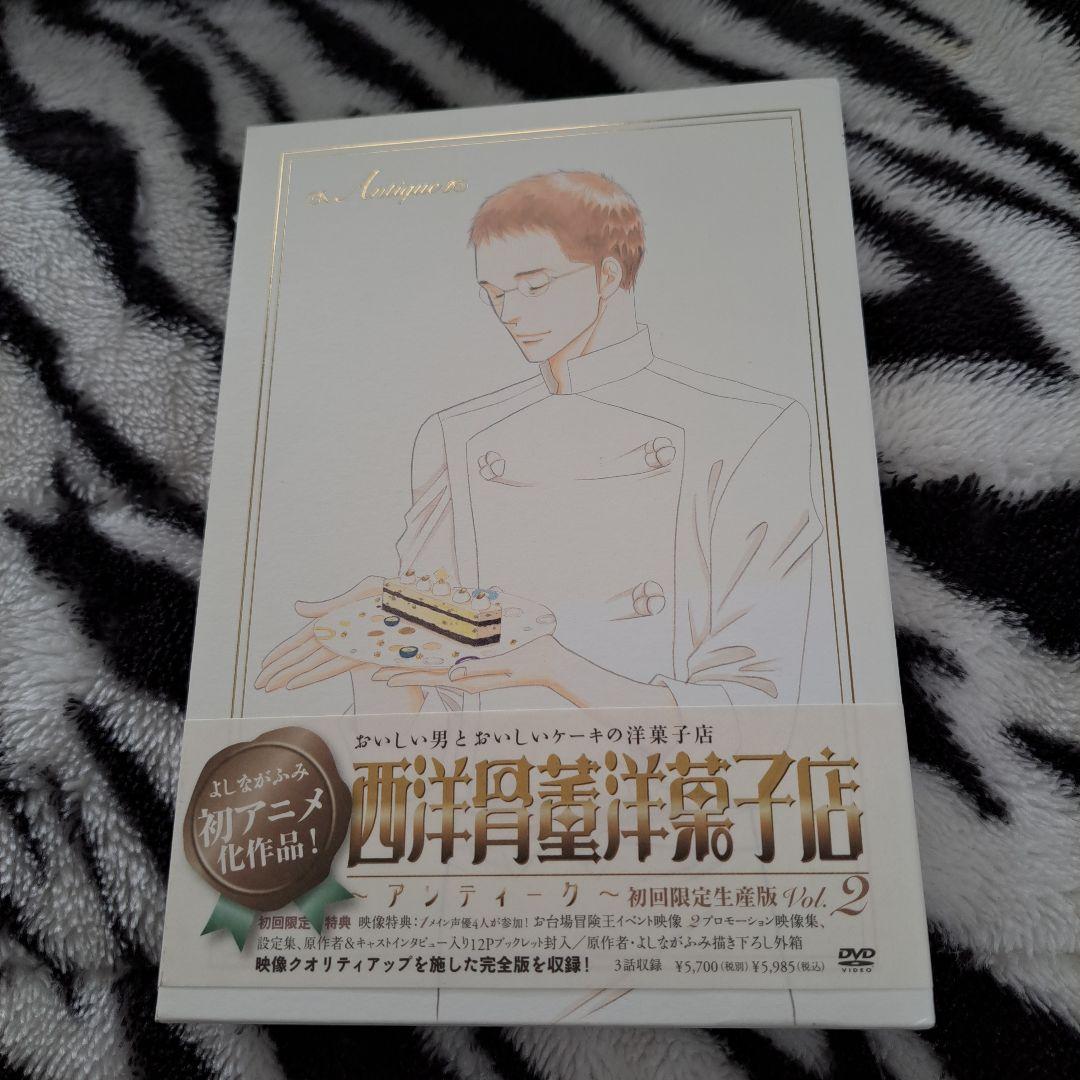 Antique
おいしい男とおいしいケーキの洋菓子店
よしながふみ
初アニメ
化作品!
西洋骨董洋菓子店
～アンティーク～ 初回限定生産版 Vol.2
初回限定 特典 映像特典:1メイン声優4人が参加! お台場冒険王イベント映像 2プロモーション映像集、
設定集、原作者&キャストインタビュー入り12Pブックレット封入/原作者・よしながふみ描き下ろし外箱
映像クオリティアップを施した完全版を収録! 3話収録 ¥5,700(税別) ¥5,985(税込)
DVD
VIDEO